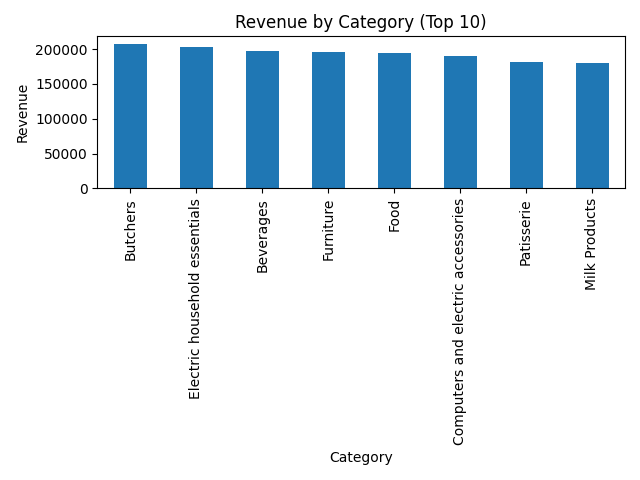 Revenue by Category (Top 10)
Revenue
200000
150000
100000
50000
0
Butchers
Electric household essentials
Beverages
Furniture
Food
Computers and electric accessories
Patisserie
Milk Products
Category